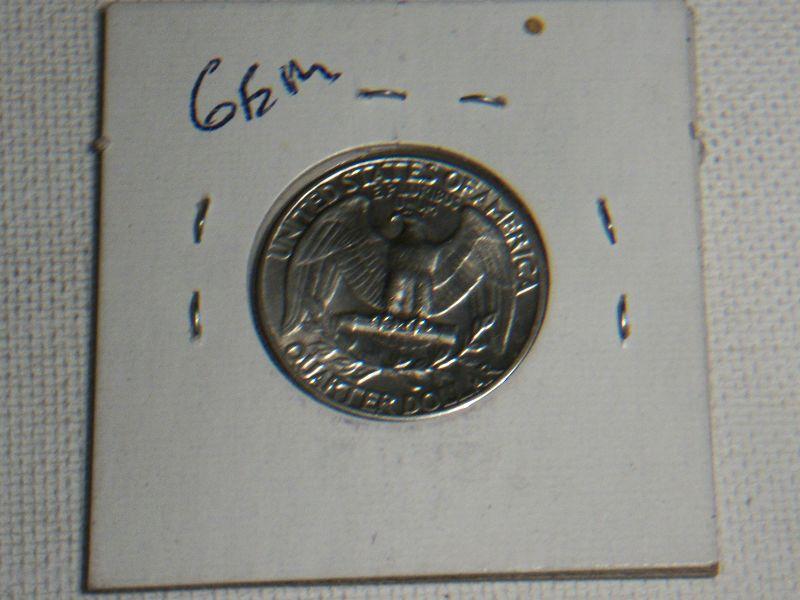 Gem
UNITED STATES OF AMERICA
E PLURIBUS
UNUM
QUARTER DOLLAR